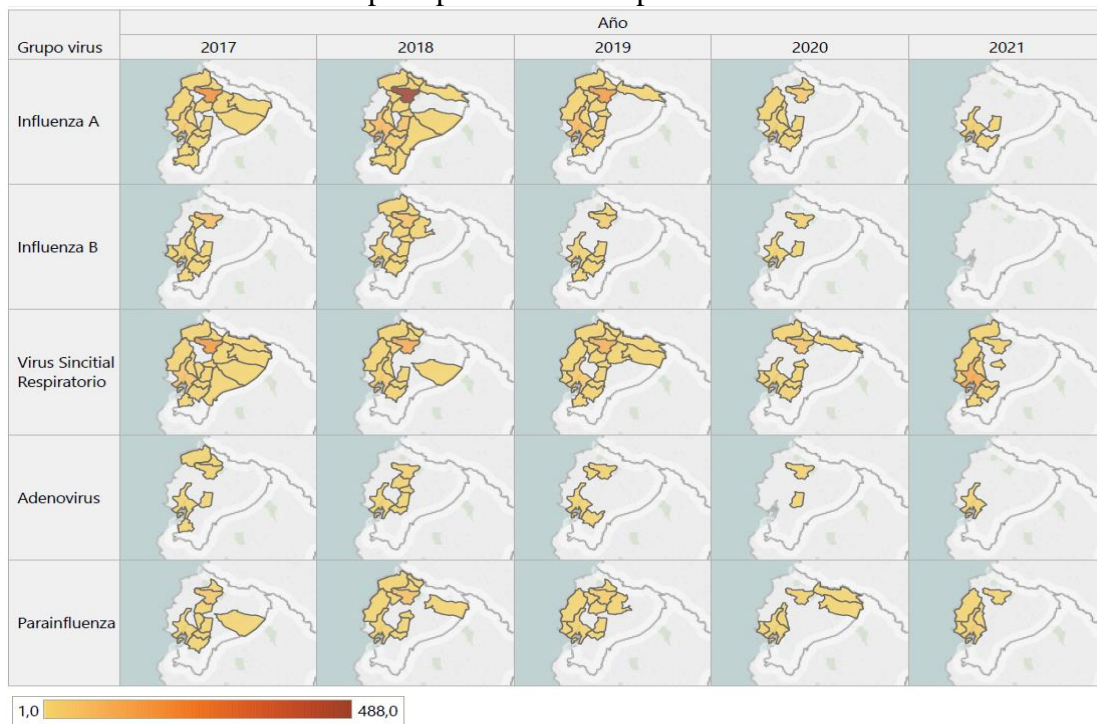 Año
Grupo virus 2017 2018 2019 2020 2021
Influenza A
Influenza B
Virus Sincitial
Respiratorio
Adenovirus
Parainfluenza
1,0 488,0